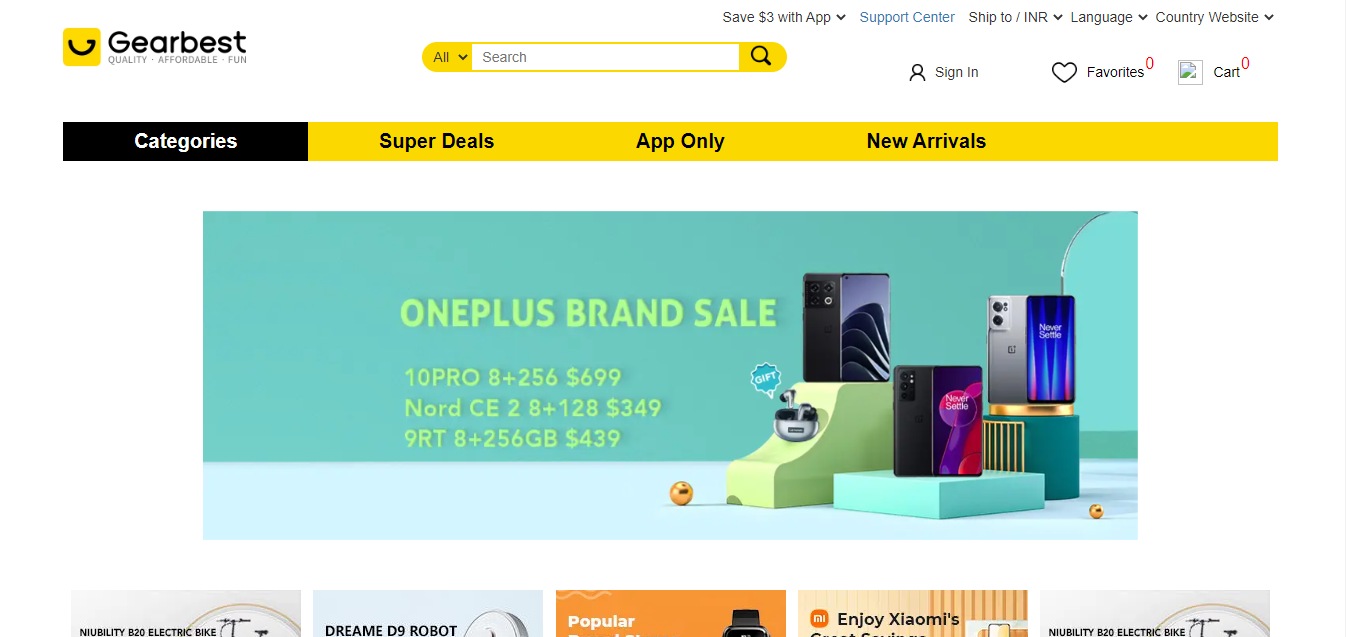 Save $3 with App Support Center Ship to / INR Language Country Website
Gearbest
QUALITY · AFFORDABLE · FUN
All Search
Sign In Favorites 0 Cart 0
Categories Super Deals App Only New Arrivals
ONEPLUS BRAND SALE
10PRO 8+256 $699
Nord CE 2 8+128 $349
9RT 8+256GB $439
GIFT
Never
Settle
Never
Settle
NIUBILITY B20 ELECTRIC BIKE
DREAME D9 ROBOT
Popular
mi Enjoy Xiaomi's
Great Savings
NIUBILITY B20 ELECTRIC BIKE